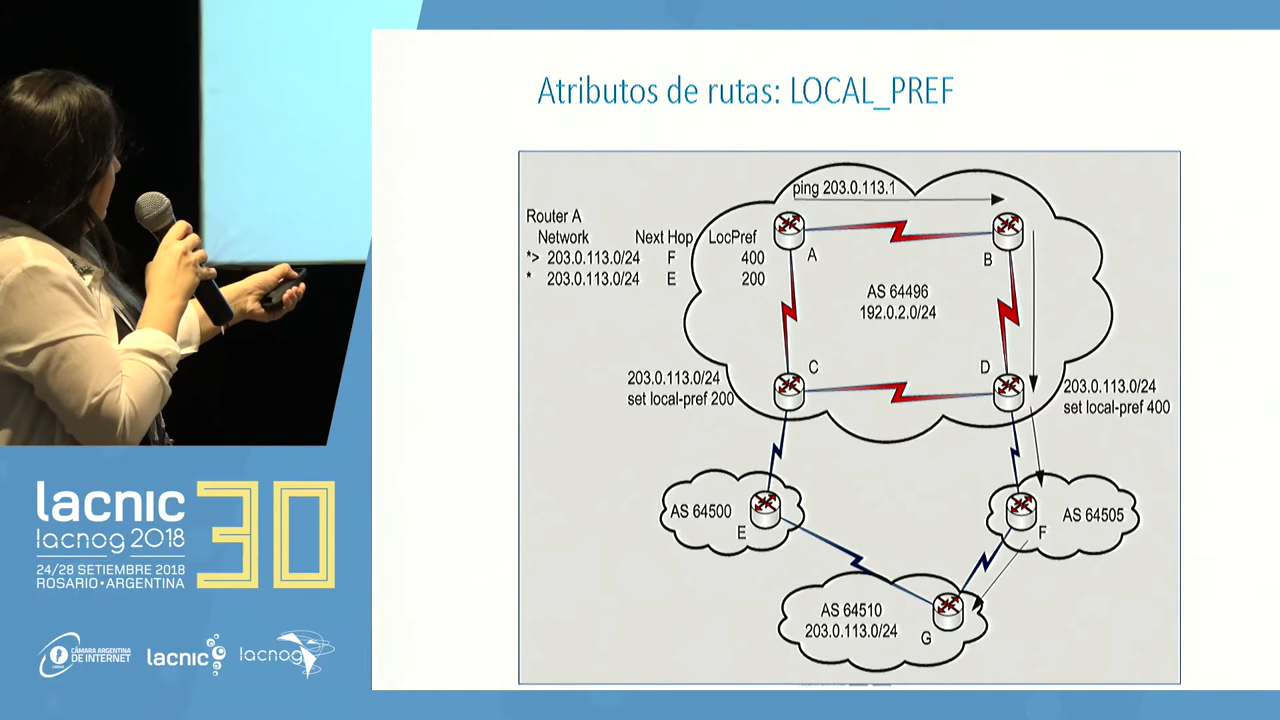 Atributos de rutas: LOCAL_PREF
ping 203.0.113.1
Router A
Network Next Hop LocPref
*> 203.0.113.0/24 F 400
* 203.0.113.0/24 E 200
A
B
AS 64496
192.0.2.0/24
C
D
203.0.113.0/24
set local-pref 200
203.0.113.0/24
set local-pref 400
AS 64500
E
F
AS 64505
AS 64510
203.0.113.0/24
G
lacnic 30
lacnog 2018
24/28 SETIEMBRE 2018
ROSARIO • ARGENTINA
CÁMARA ARGENTINA
DE INTERNET
lacnic
lacnog